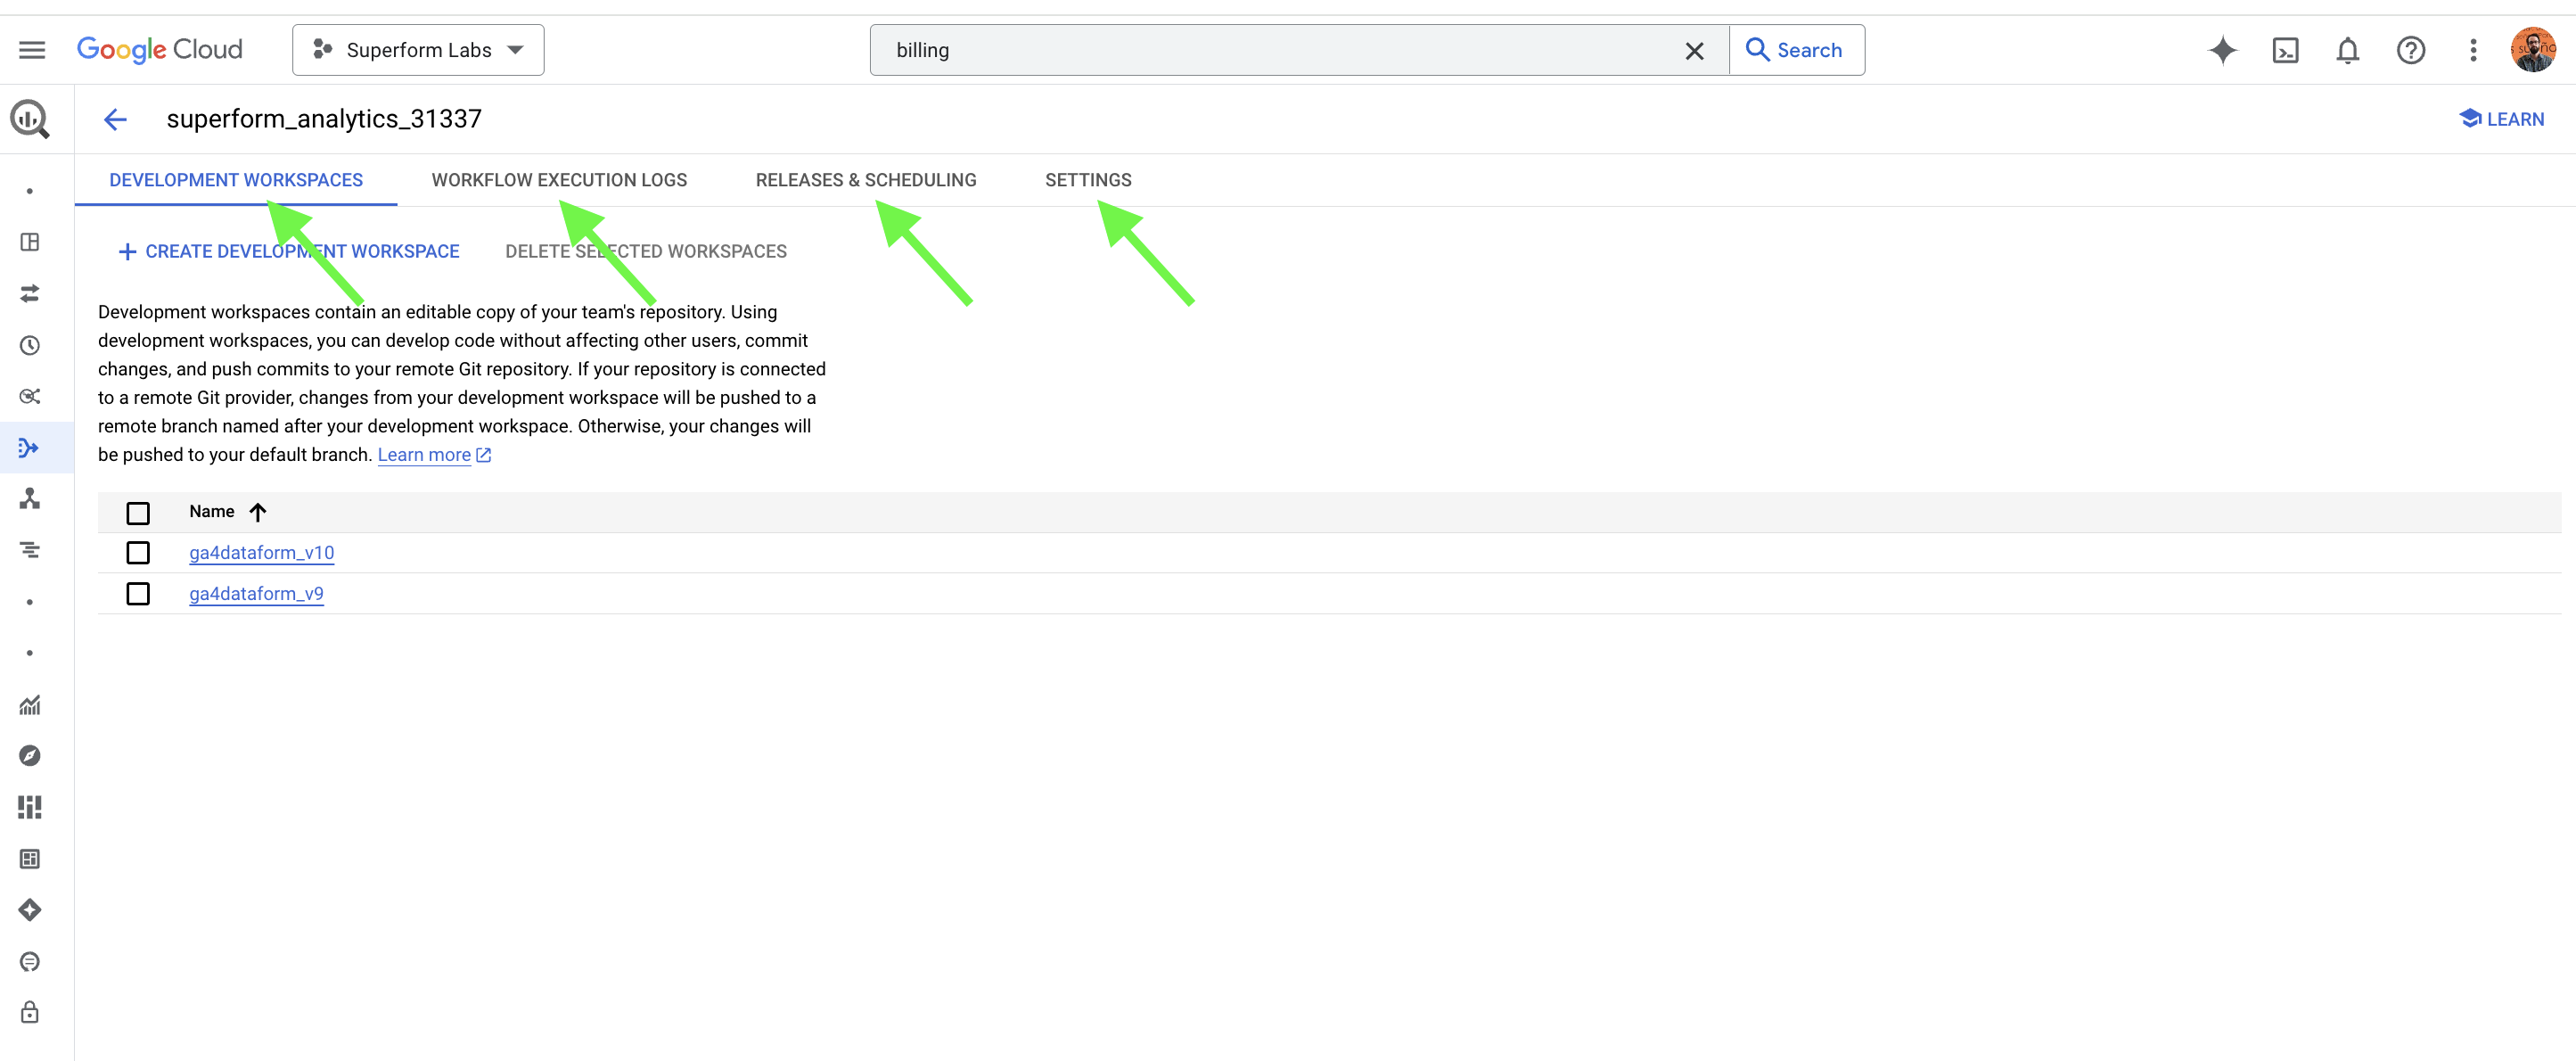 Google Cloud
Superform Labs
billing
Search
superform_analytics_31337
LEARN
DEVELOPMENT WORKSPACES
WORKFLOW EXECUTION LOGS
RELEASES & SCHEDULING
SETTINGS
CREATE DEVELOPMENT WORKSPACE
DELETE SELECTED WORKSPACES
Development workspaces contain an editable copy of your team's repository. Using
development workspaces, you can develop code without affecting other users, commit
changes, and push commits to your remote Git repository. If your repository is connected
to a remote Git provider, changes from your development workspace will be pushed to a
remote branch named after your development workspace. Otherwise, your changes will
be pushed to your default branch. Learn more
Name
ga4dataform_v10
ga4dataform_v9